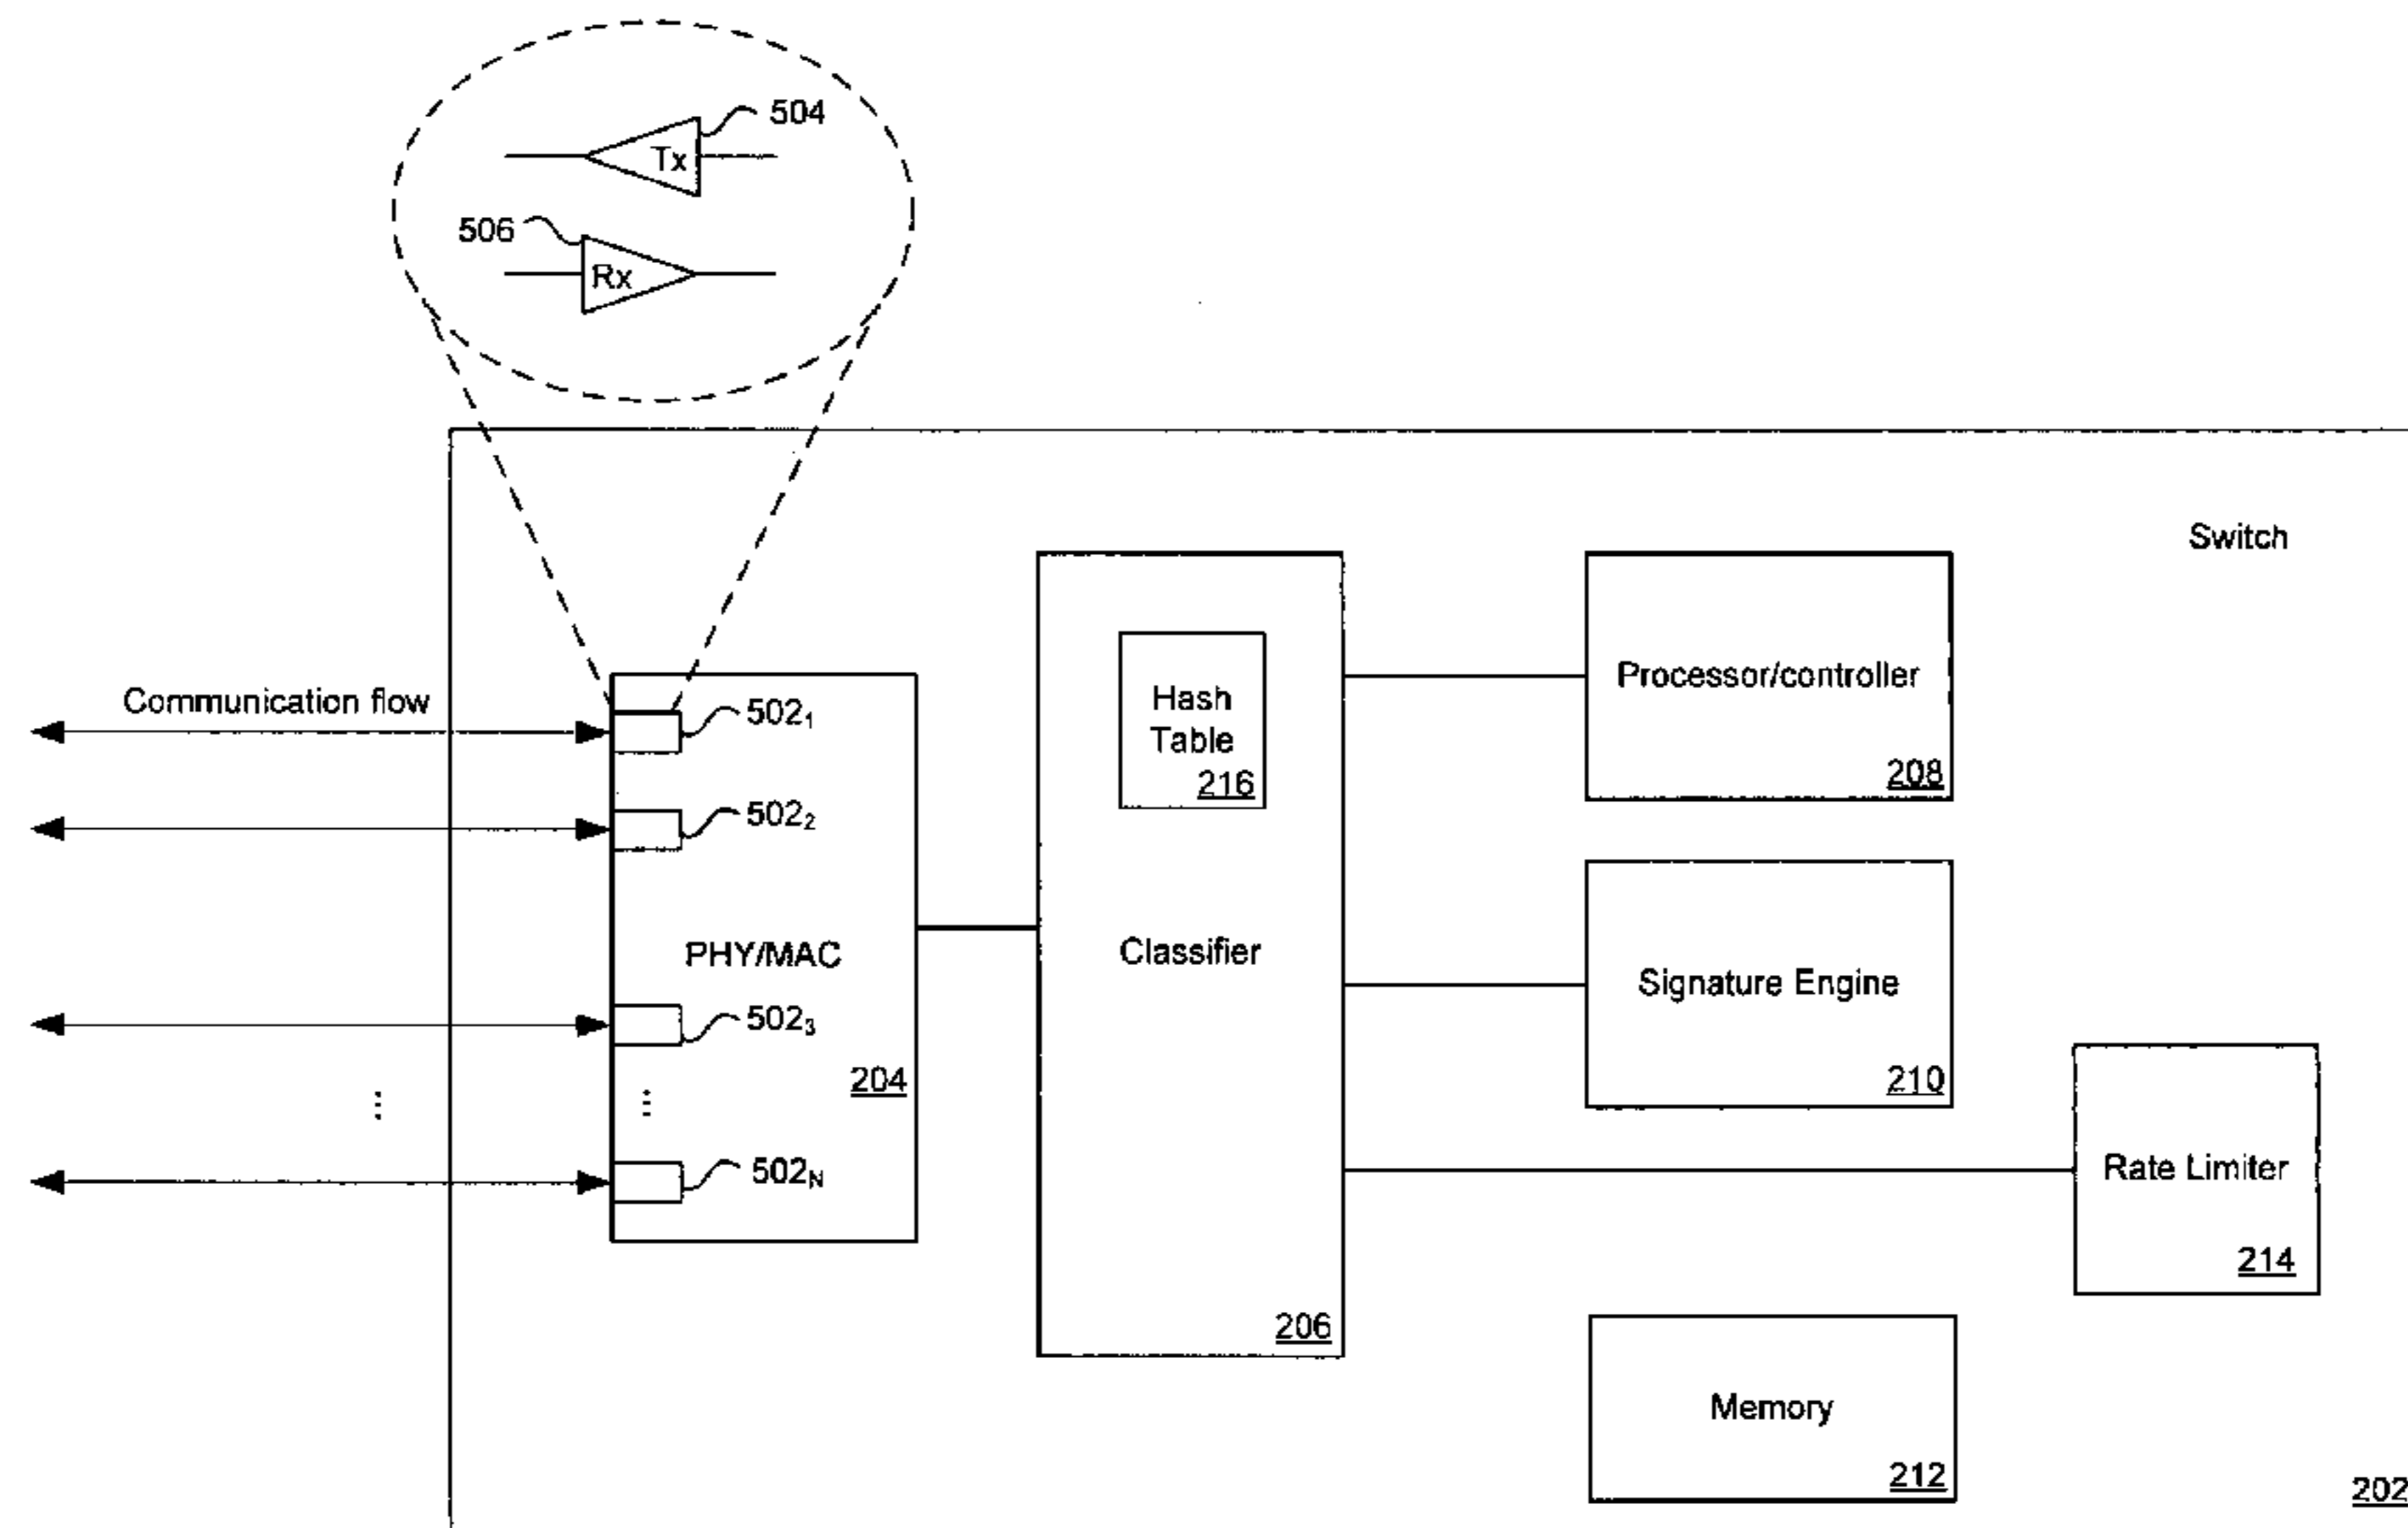 504
Tx
506
Rx
Switch
Communication flow
502₁
502₂
PHY/MAC
502₃
204
⋮
⋮
502N
Hash
Table
216
Classifier
206
Processor/controller
208
Signature Engine
210
Rate Limiter
214
Memory
212
202